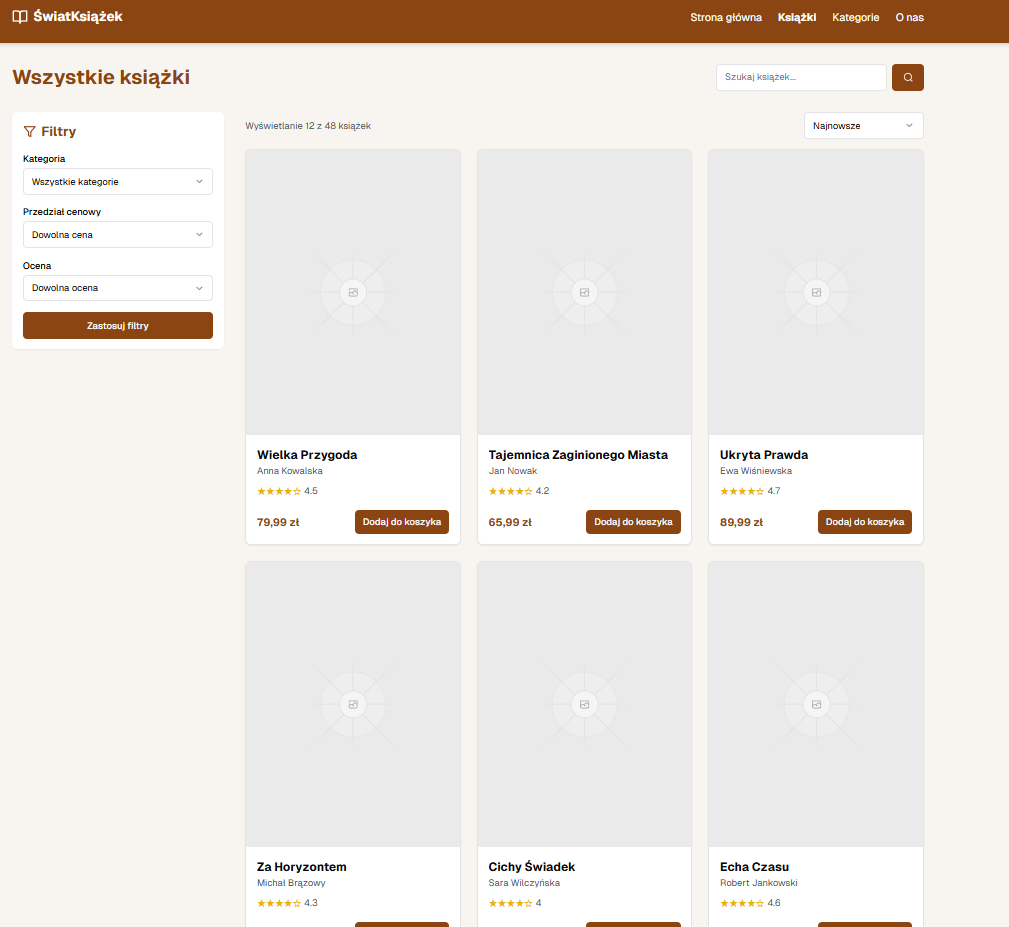 ŚwiatKsiążek
Strona główna Książki Kategorie O nas
Wszystkie książki
Szukaj książek...
Filtry
Kategoria
Wszystkie kategorie
Przedział cenowy
Dowolna cena
Ocena
Dowolna ocena
Zastosuj filtry
Wyświetlanie 12 z 48 książek
Najnowsze
Wielka Przygoda
Anna Kowalska
★★★★☆ 4.5
79,99 zł
Dodaj do koszyka
Tajemnica Zaginionego Miasta
Jan Nowak
★★★★☆ 4.2
65,99 zł
Dodaj do koszyka
Ukryta Prawda
Ewa Wiśniewska
★★★★☆ 4.7
89,99 zł
Dodaj do koszyka
Za Horyzontem
Michał Brązowy
★★★★☆ 4.3
Cichy Świadek
Sara Wilczyńska
★★★★☆ 4
Echa Czasu
Robert Jankowski
★★★★☆ 4.6